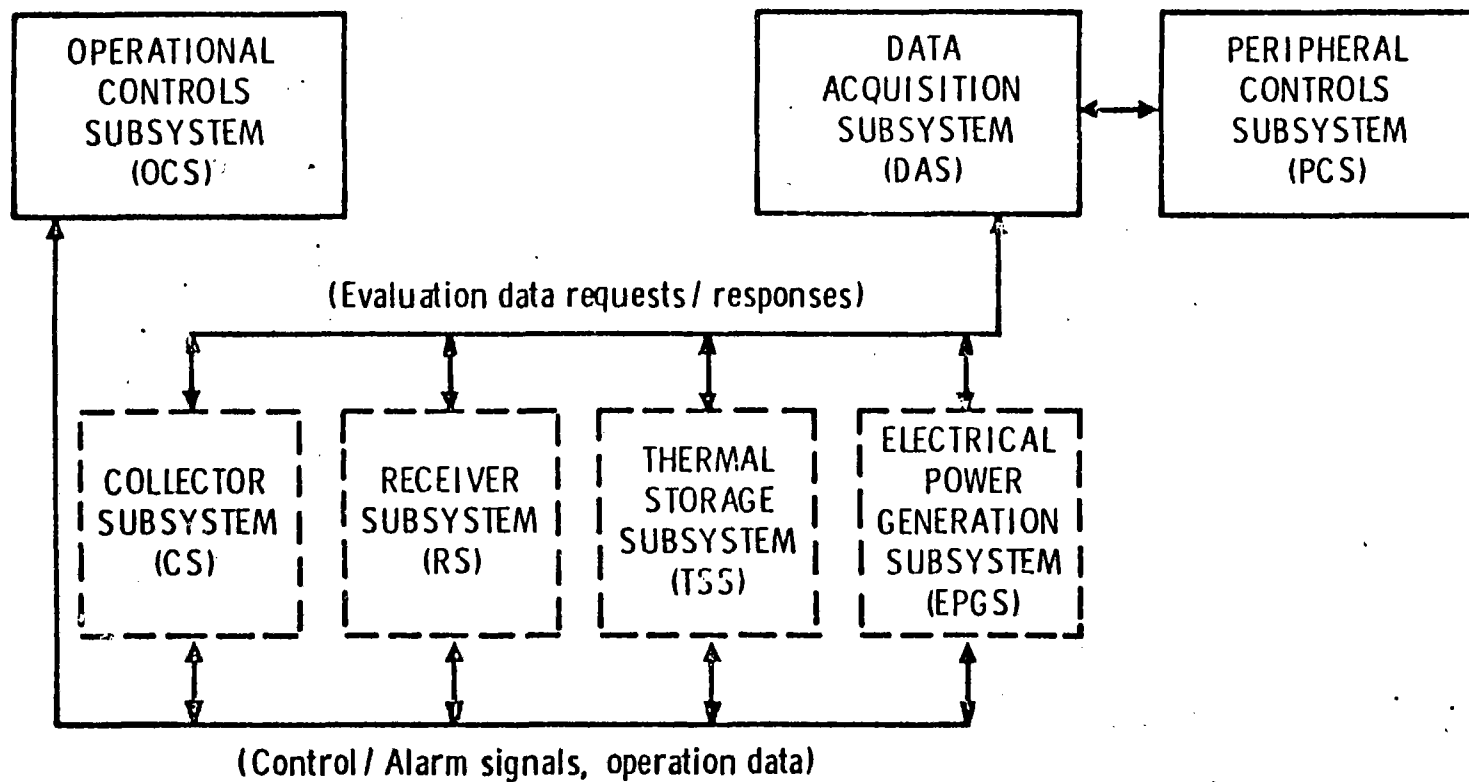 OPERATIONAL
CONTROLS
SUBSYSTEM
(OCS)
DATA
ACQUISITION
SUBSYSTEM
(DAS)
PERIPHERAL
CONTROLS
SUBSYSTEM
(PCS)
(Evaluation data requests / responses)
COLLECTOR
SUBSYSTEM
(CS)
RECEIVER
SUBSYSTEM
(RS)
THERMAL
STORAGE
SUBSYSTEM
(TSS)
ELECTRICAL
POWER
GENERATION
SUBSYSTEM
(EPGS)
(Control / Alarm signals, operation data)